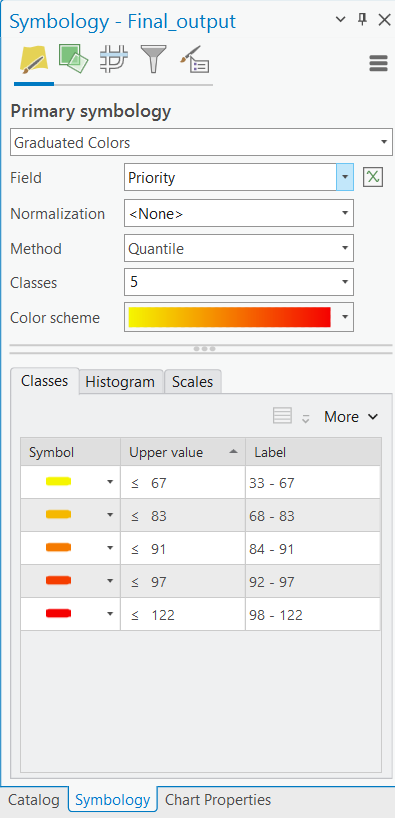 Symbology - Final_output
Primary symbology
Graduated Colors
Field Priority
Normalization <None>
Method Quantile
Classes 5
Color scheme
Classes Histogram Scales
More
Symbol Upper value Label
≤ 67 33 - 67
≤ 83 68 - 83
≤ 91 84 - 91
≤ 97 92 - 97
≤ 122 98 - 122
Catalog Symbology Chart Properties